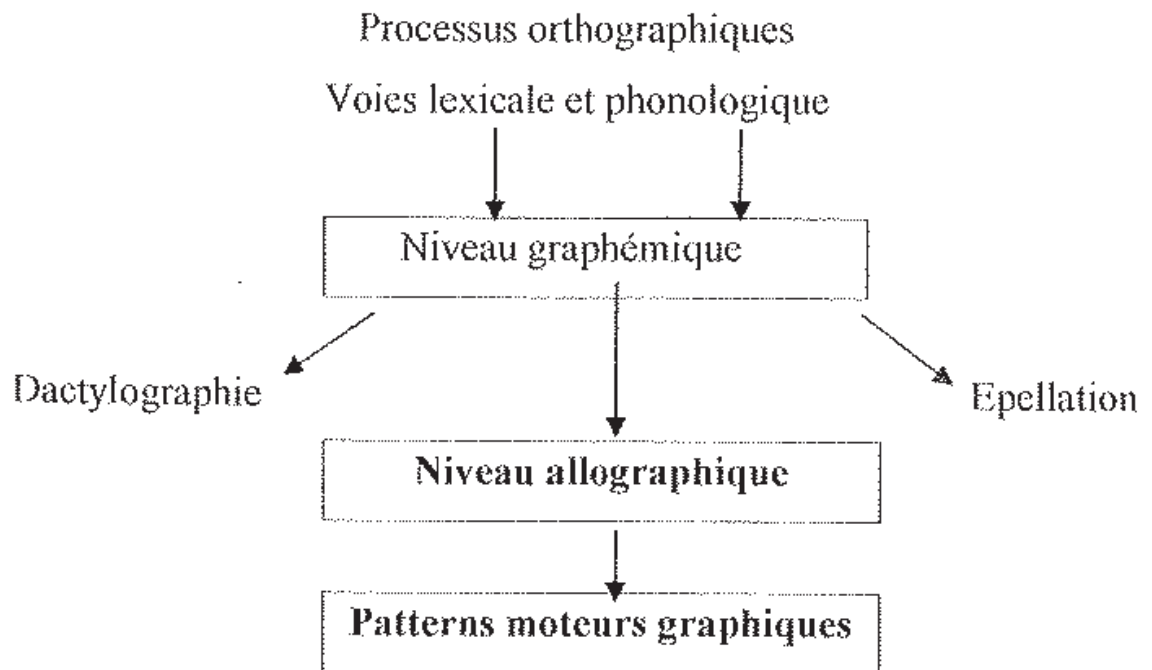 Processus orthographiques
Voies lexicale et phonologique
Niveau graphémique
Dactylographie
Epellation
Niveau allographique
Patterns moteurs graphiques